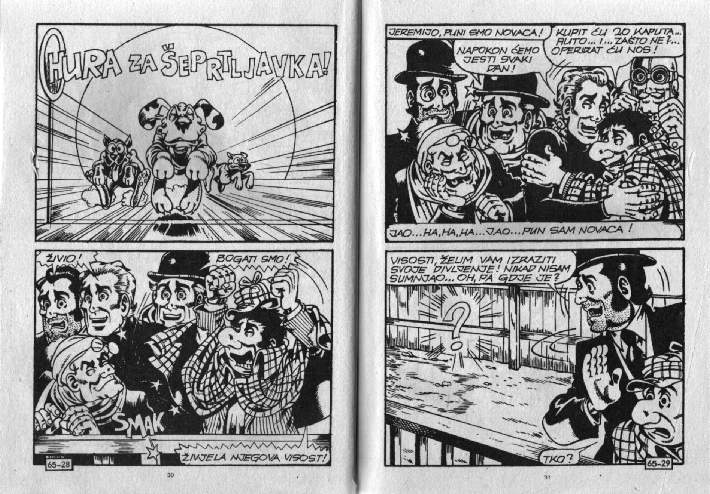 HURA ZA ŠEPRTLJAVKA!
ŽIVIO!
BOGATI SMO!
SMAK
ŽIVJELA NJEGOVA VISOST!
65-28
30
JEREMIJO, PUNI SMO NOVACA!
NAPOKON ĆEMO
JESTI SVAKI
DAN!
KUPIT ĆU 20 KAPUTA...
AUTO...I...ZAŠTO NE?...
OPERIRAT ĆU NOS!
JAO...HA,HA,HA...JAO...PUN SAM NOVACA!
VISOSTI, ŽELIM VAM IZRAZITI
SVOJE DIVLJENJE! NIKAD NISAM
SUMNJAO...OH, PA GDJE JE?
?
TKO?
65-29
31